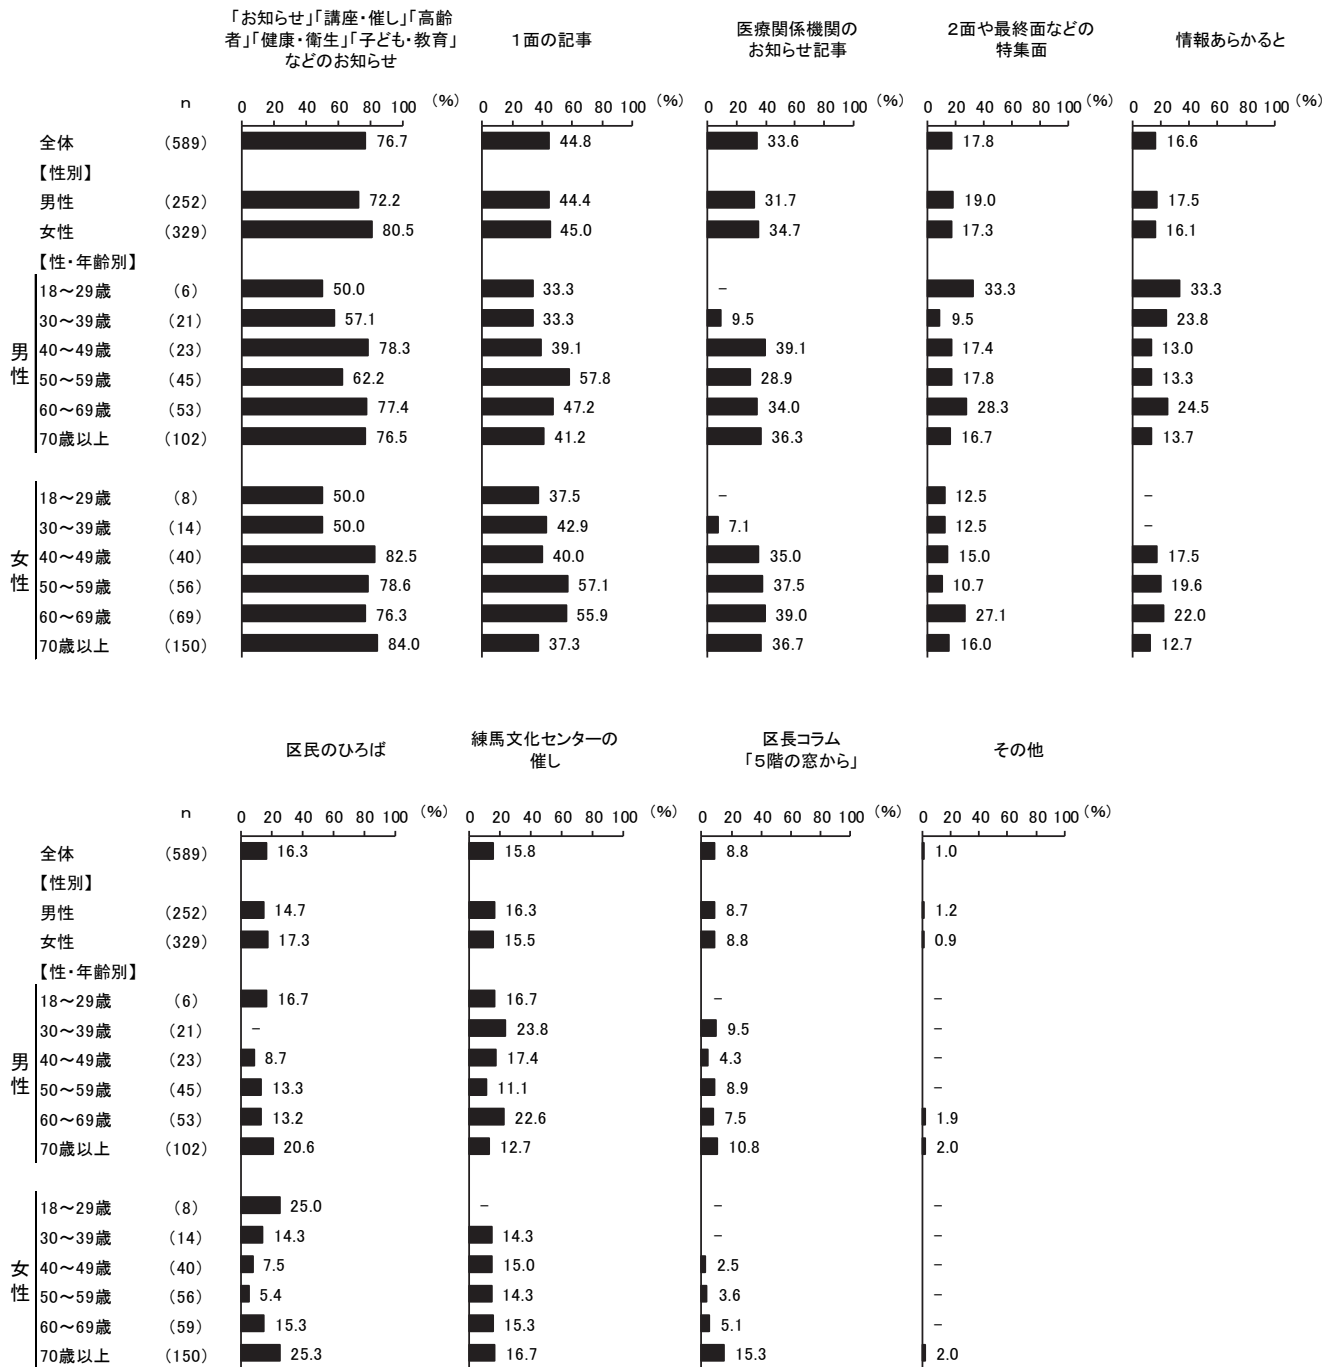 「お知らせ」「講座・催し」「高齢
者」「健康・衛生」「子ども・教育」
などのお知らせ
1面の記事
医療関係機関の
お知らせ記事
2面や最終面などの
特集面
情報あらかると
n 0 20 40 60 80 100 (%) 0 20 40 60 80 100 (%) 0 20 40 60 80 100 (%) 0 20 40 60 80 100 (%) 0 20 40 60 80 100 (%)
全体 (589) 76.7 44.8 33.6 17.8 16.6
【性別】
男性 (252) 72.2 44.4 31.7 19.0 17.5
女性 (329) 80.5 45.0 34.7 17.3 16.1
【性・年齢別】
男性
18～29歳 (6) 50.0 33.3 － 33.3 33.3
30～39歳 (21) 57.1 33.3 9.5 9.5 23.8
40～49歳 (23) 78.3 39.1 39.1 17.4 13.0
50～59歳 (45) 62.2 57.8 28.9 17.8 13.3
60～69歳 (53) 77.4 47.2 34.0 28.3 24.5
70歳以上 (102) 76.5 41.2 36.3 16.7 13.7
女性
18～29歳 (8) 50.0 37.5 － 12.5 －
30～39歳 (14) 50.0 42.9 7.1 12.5 －
40～49歳 (40) 82.5 40.0 35.0 15.0 17.5
50～59歳 (56) 78.6 57.1 37.5 10.7 19.6
60～69歳 (69) 76.3 55.9 39.0 27.1 22.0
70歳以上 (150) 84.0 37.3 36.7 16.0 12.7
区民のひろば
練馬文化センターの
催し
区長コラム
「5階の窓から」
その他
n 0 20 40 60 80 100 (%) 0 20 40 60 80 100 (%) 0 20 40 60 80 100 (%) 0 20 40 60 80 100 (%)
全体 (589) 16.3 15.8 8.8 1.0
【性別】
男性 (252) 14.7 16.3 8.7 1.2
女性 (329) 17.3 15.5 8.8 0.9
【性・年齢別】
男性
18～29歳 (6) 16.7 16.7 － －
30～39歳 (21) － 23.8 9.5 －
40～49歳 (23) 8.7 17.4 4.3 －
50～59歳 (45) 13.3 11.1 8.9 －
60～69歳 (53) 13.2 22.6 7.5 1.9
70歳以上 (102) 20.6 12.7 10.8 2.0
女性
18～29歳 (8) 25.0 － － －
30～39歳 (14) 14.3 14.3 － －
40～49歳 (40) 7.5 15.0 2.5 －
50～59歳 (56) 5.4 14.3 3.6 －
60～69歳 (59) 15.3 15.3 5.1 －
70歳以上 (150) 25.3 16.7 15.3 2.0